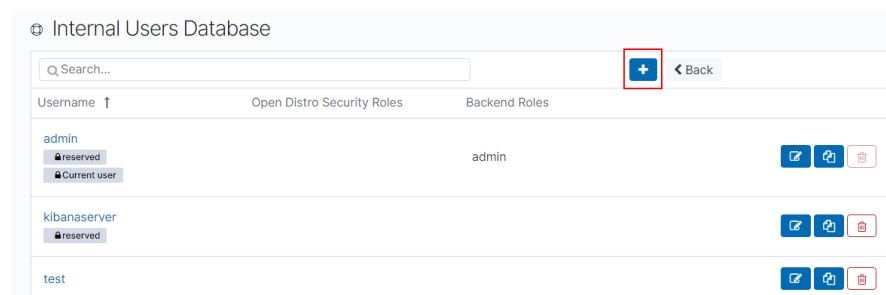 Internal Users Database
Search...
+ Back
Username Open Distro Security Roles Backend Roles
admin
reserved
Current user
admin
kibanaserver
reserved
test